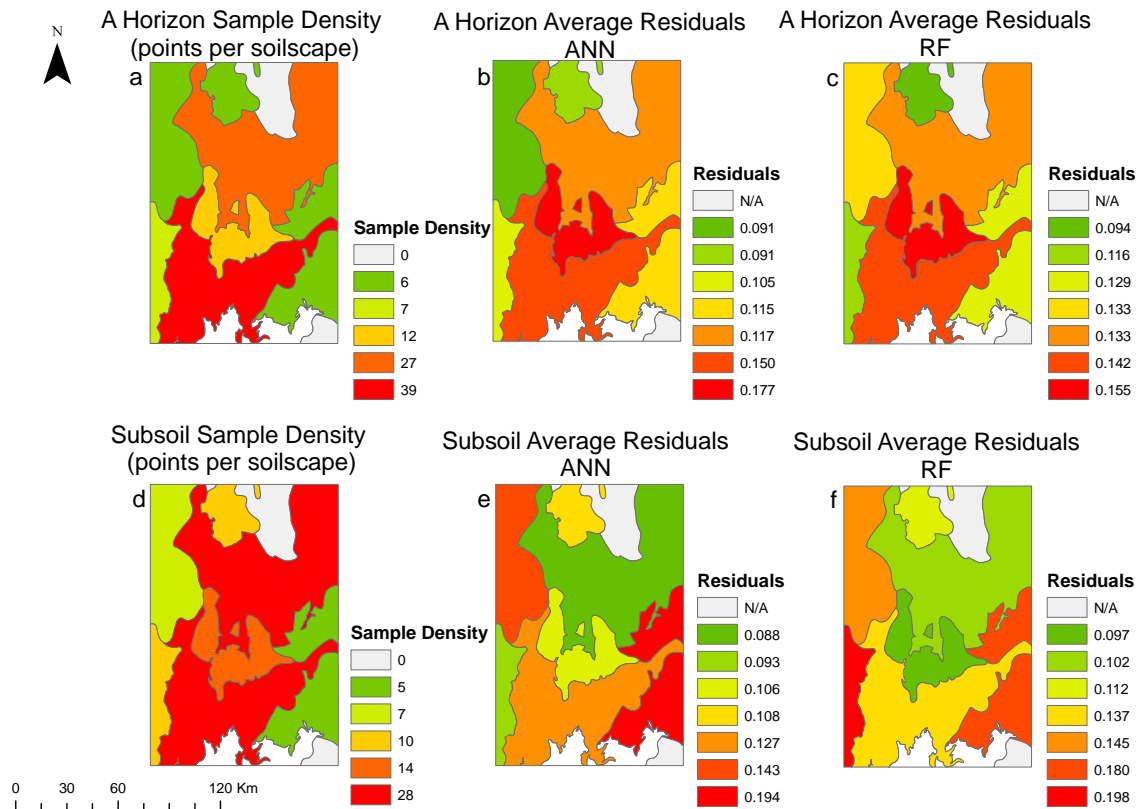 N
A Horizon Sample Density
(points per soilscape)
a
Sample Density
0
6
7
12
27
39
A Horizon Average Residuals
ANN
b
Residuals
N/A
0.091
0.091
0.105
0.115
0.117
0.150
0.177
A Horizon Average Residuals
RF
c
Residuals
N/A
0.094
0.116
0.129
0.133
0.133
0.142
0.155
Subsoil Sample Density
(points per soilscape)
d
Sample Density
0
5
7
10
14
28
Subsoil Average Residuals
ANN
e
Residuals
N/A
0.088
0.093
0.106
0.108
0.127
0.143
0.194
Subsoil Average Residuals
RF
f
Residuals
N/A
0.097
0.102
0.112
0.137
0.145
0.180
0.198
0 30 60 120 Km